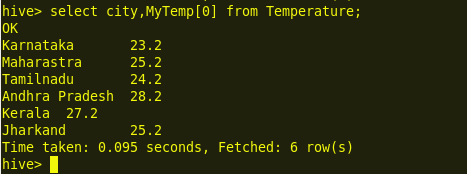 hive> select city,MyTemp[0] from Temperature;
OK
Karnataka       23.2
Maharastra      25.2
Tamilnadu       24.2
Andhra Pradesh  28.2
Kerala  27.2
Jharkand        25.2
Time taken: 0.095 seconds, Fetched: 6 row(s)
hive>